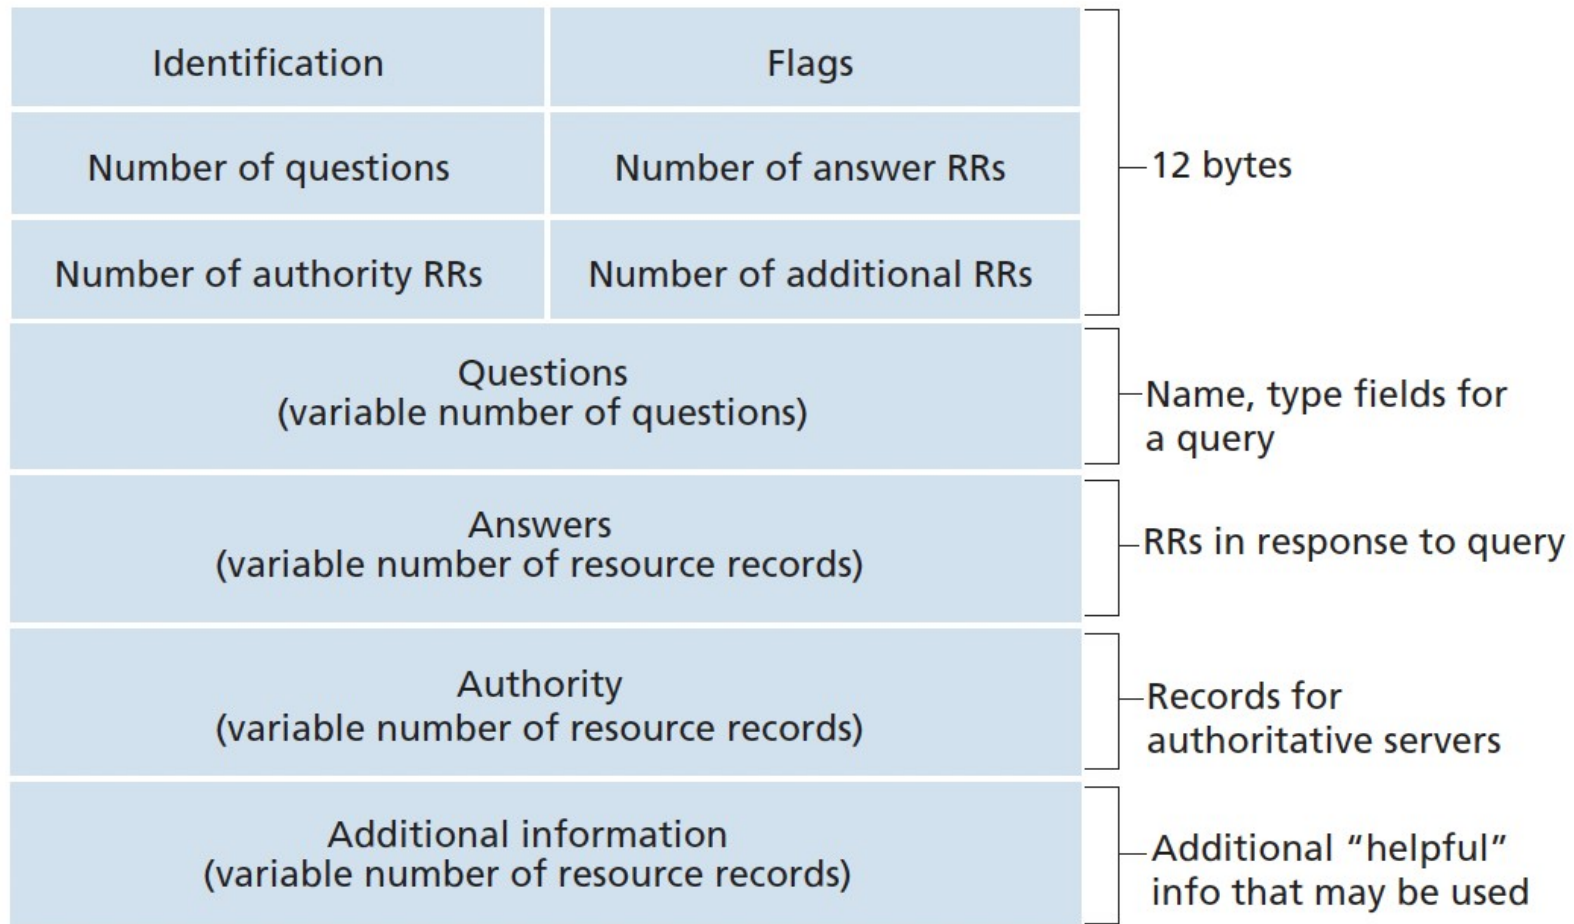 Identification
Flags
Number of questions
Number of answer RRs
12 bytes
Number of authority RRs
Number of additional RRs
Questions
(variable number of questions)
Name, type fields for
a query
Answers
(variable number of resource records)
RRs in response to query
Authority
(variable number of resource records)
Records for
authoritative servers
Additional information
(variable number of resource records)
Additional “helpful”
info that may be used